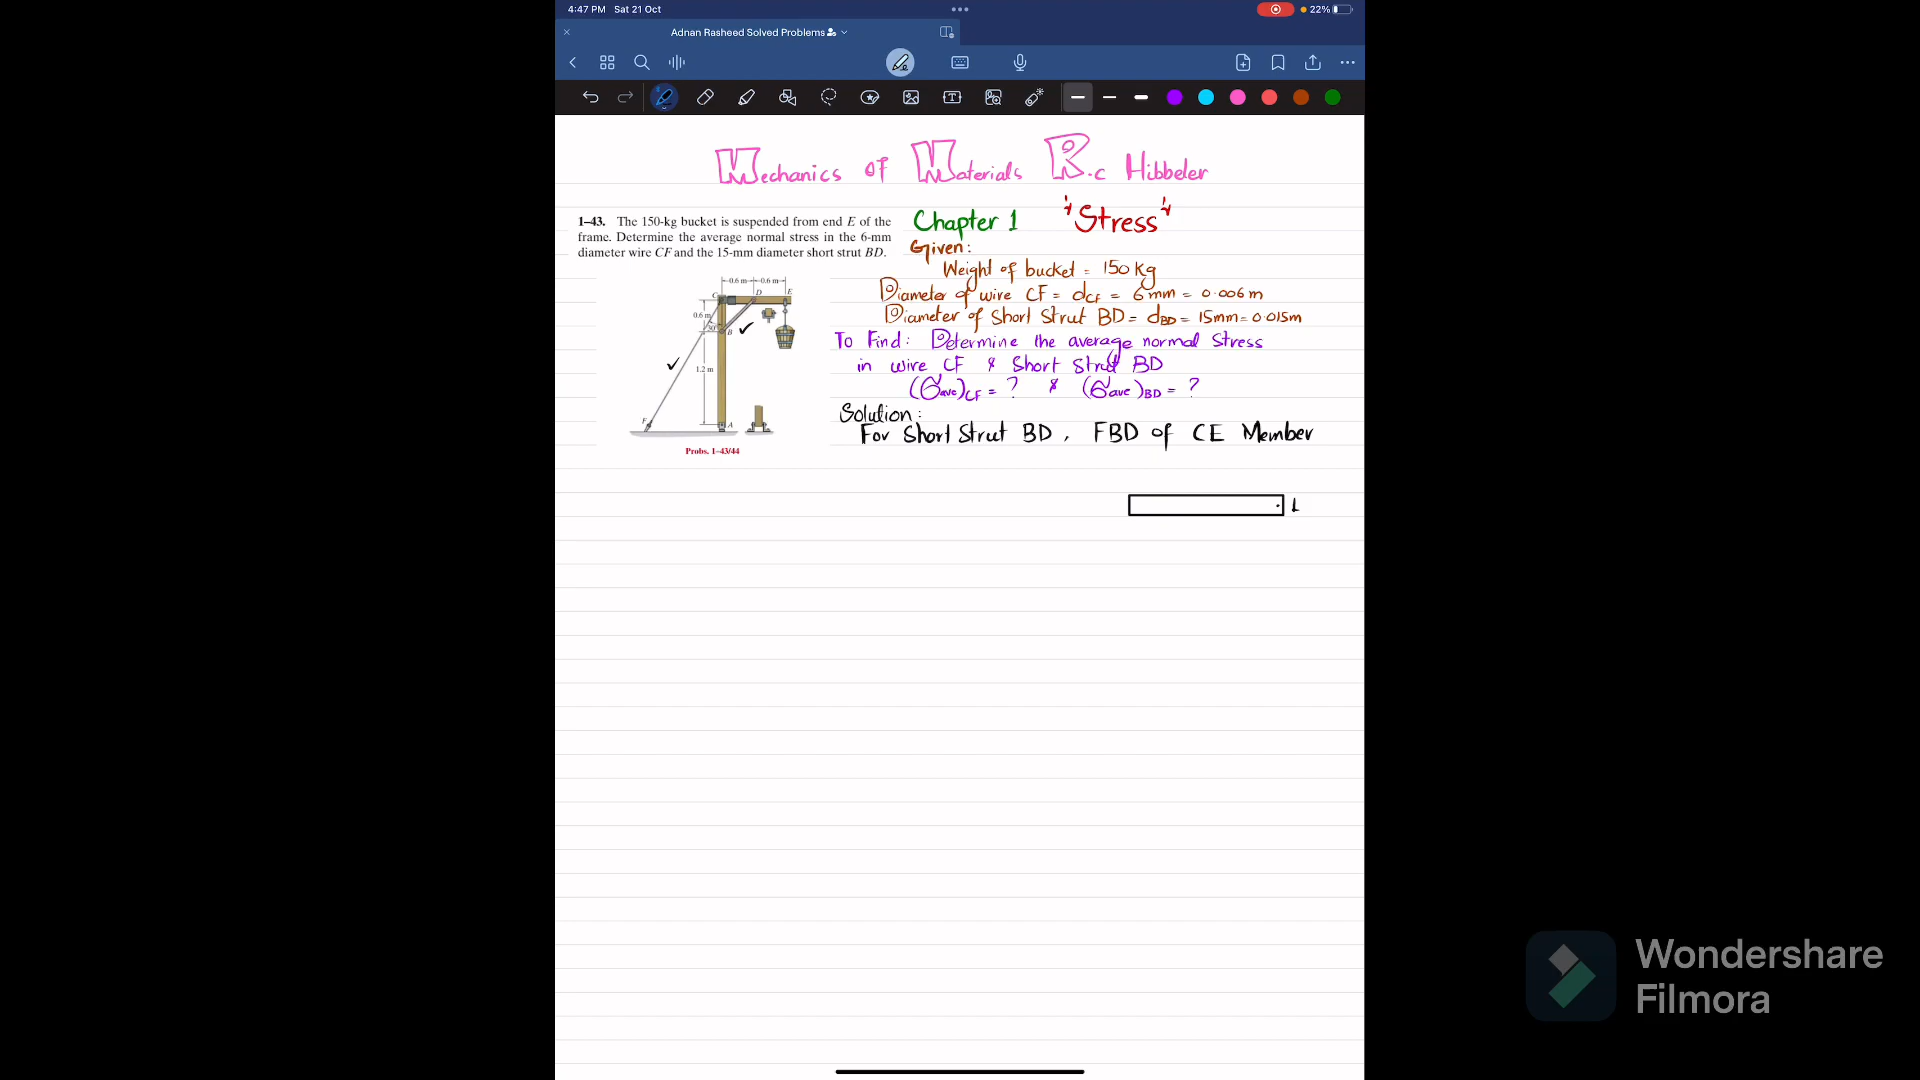 4:47 PM Sat 21 Oct
22%
Adnan Rasheed Solved Problems
Mechanics of Materials R.c Hibbeler
1–43. The 150-kg bucket is suspended from end E of the
frame. Determine the average normal stress in the 6-mm
diameter wire CF and the 15-mm diameter short strut BD.
Chapter 1 "Stress"
Given:
Weight of bucket = 150 Kg
Diameter of wire CF = dCF = 6mm = 0.006 m
Diameter of Short Strut BD = dBD = 15mm = 0.015m
To Find: Determine the average normal Stress
in wire CF & Short Strut BD
(σave)CF = ? & (σave)BD = ?
Solution:
For Short Strut BD, FBD of CE Member
0.6 m 0.6 m
C D E
0.6 m
30° B
1.2 m
F A
Probs. 1–43/44
Wondershare
Filmora